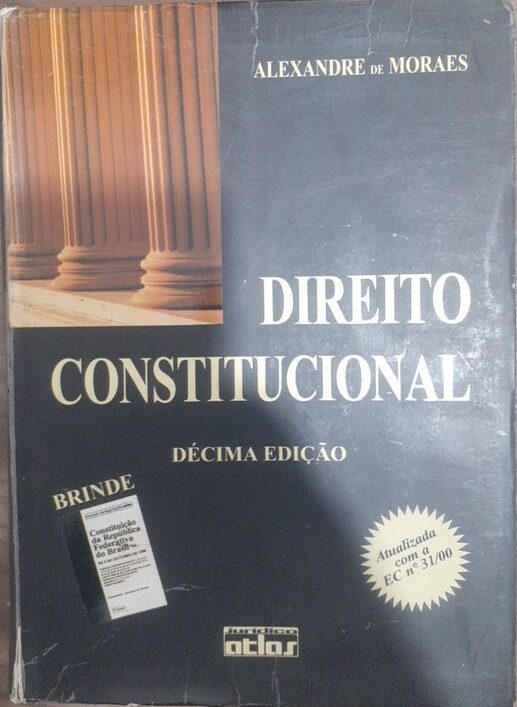 ALEXANDRE DE MORAES
DIREITO
CONSTITUCIONAL
DÉCIMA EDIÇÃO
BRINDE
Constituição
da República
Federativa
do Brasil
Atualizada
com a
EC nº 31/00
jurídico
atlas